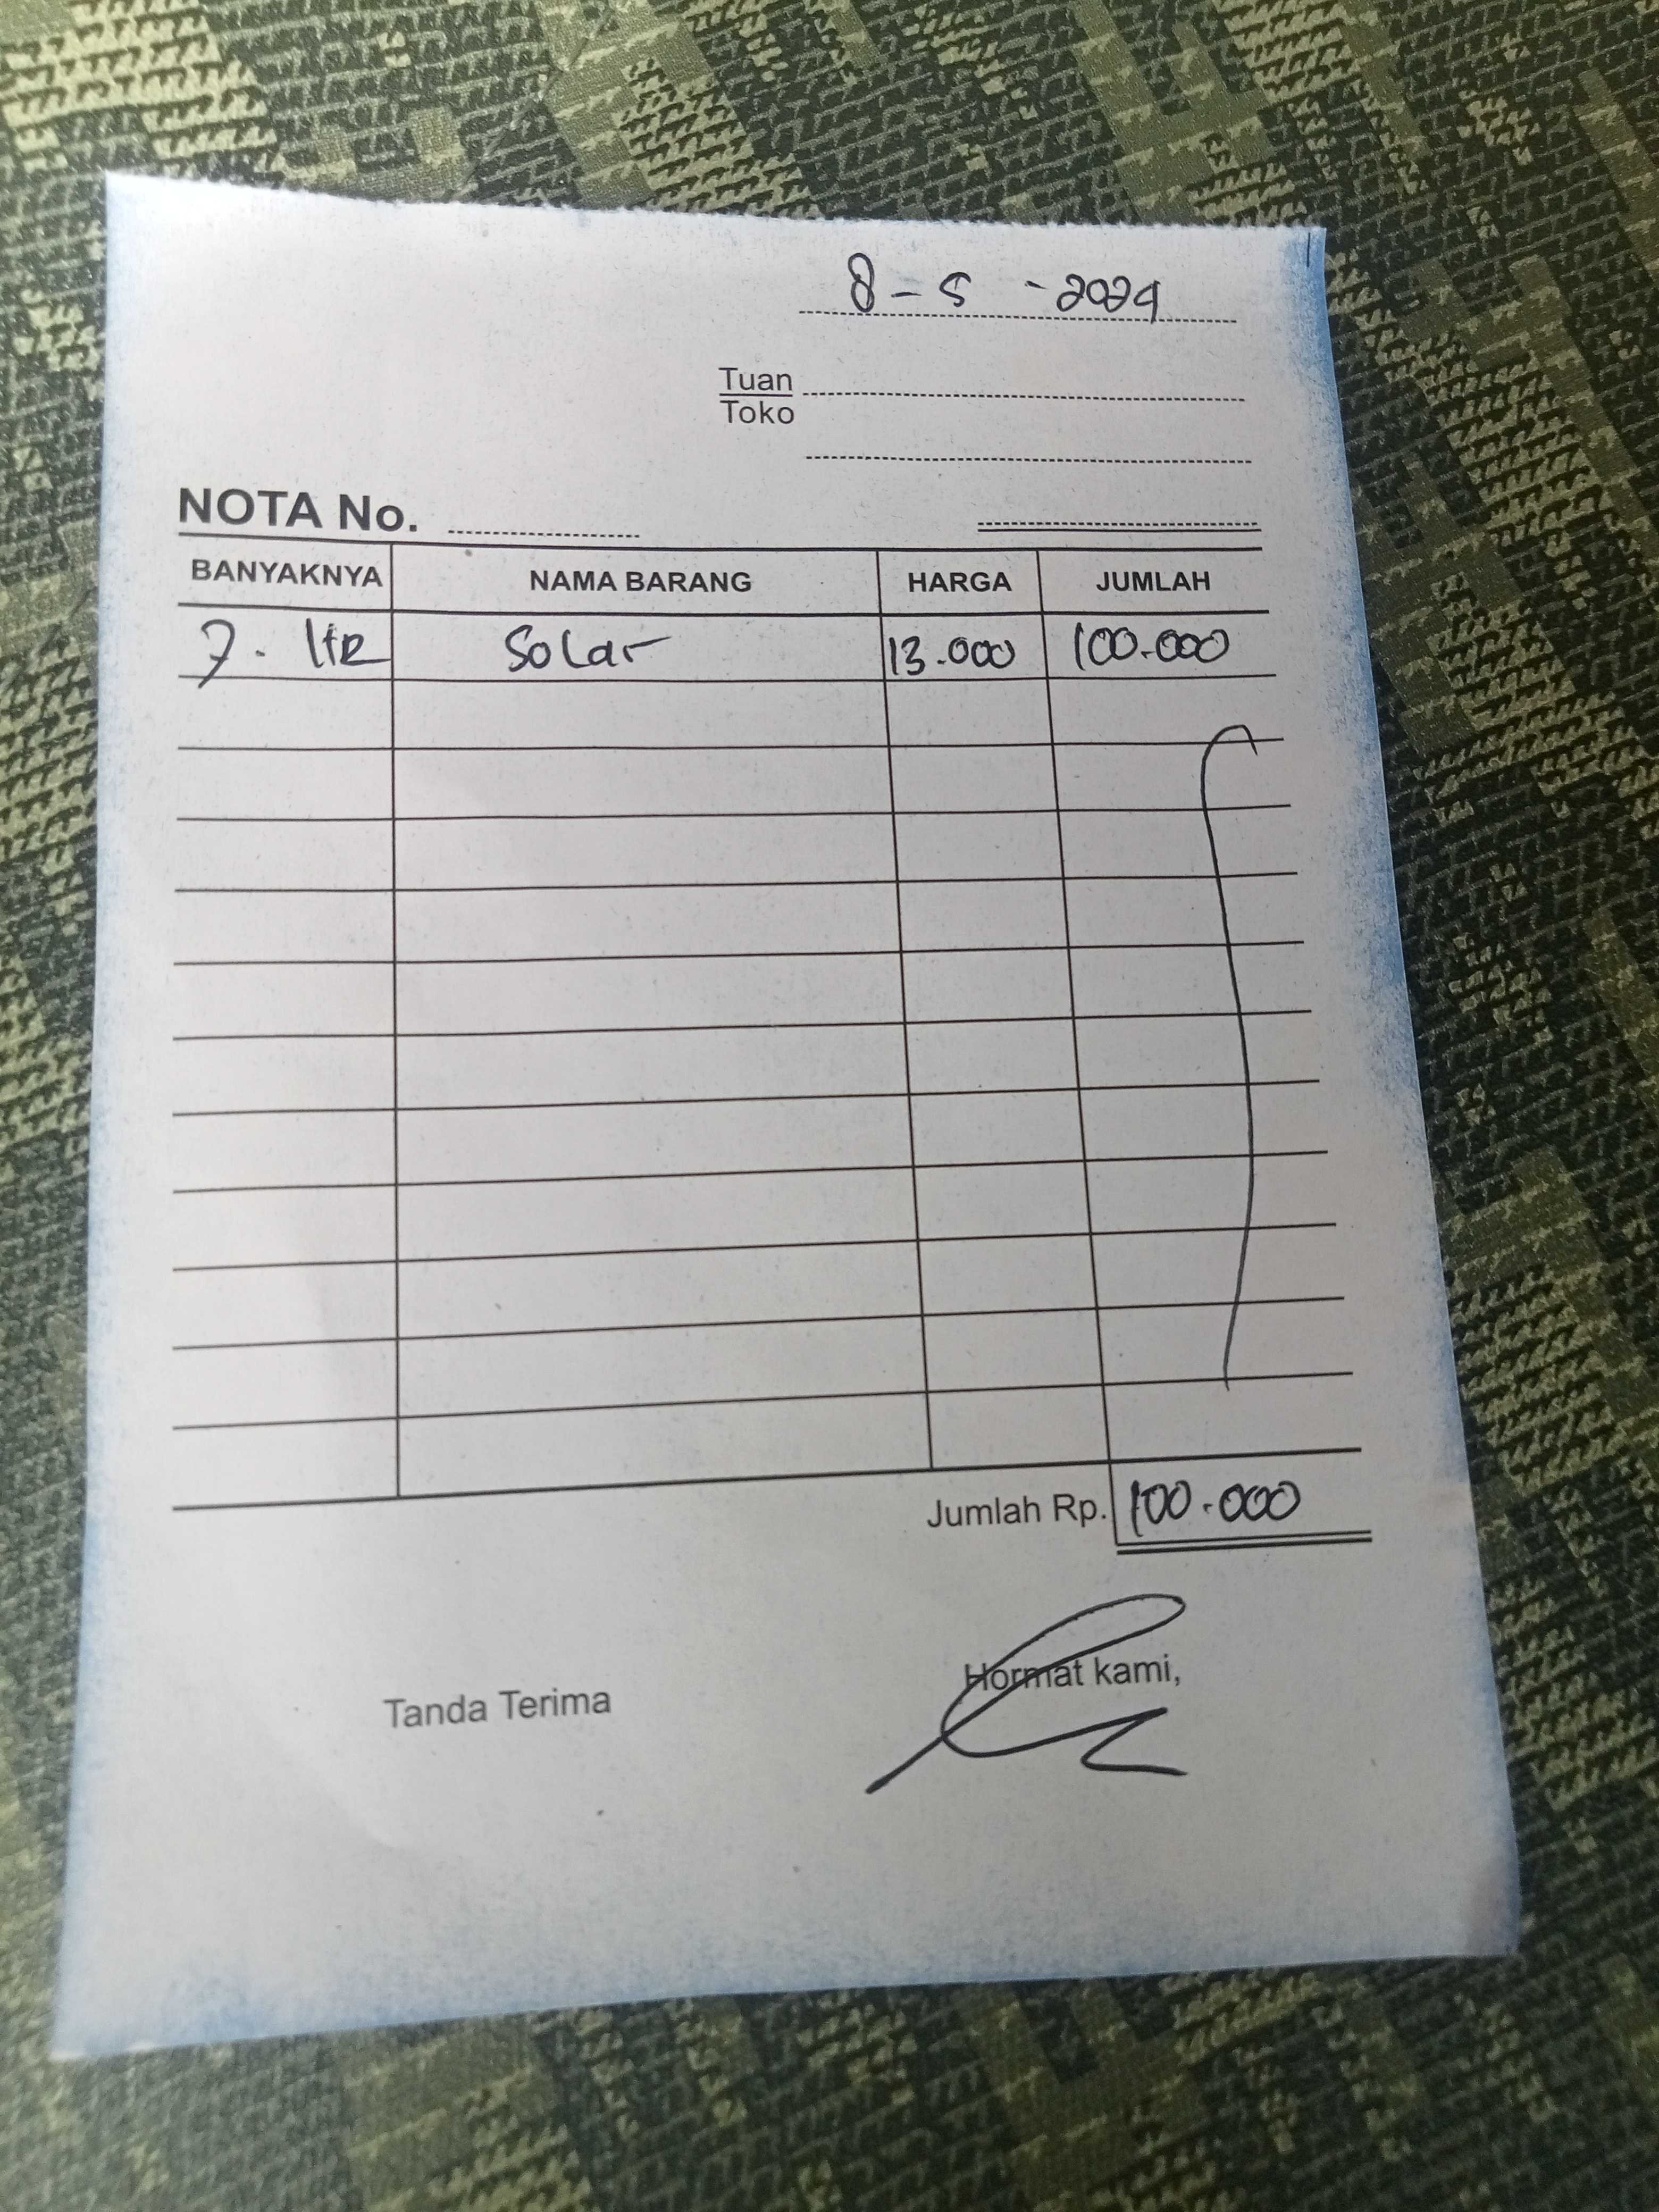 8 - 5 - 2024
Tuan
Toko
NOTA No.
BANYAKNYA NAMA BARANG HARGA JUMLAH
7. ltr Solar 13.000 100.000
Jumlah Rp. 100.000
Tanda Terima Hormat kami,